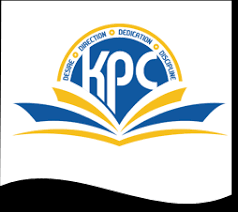 DESIRE • DIRECTION • DEDICATION • DISCIPLINE
KPC